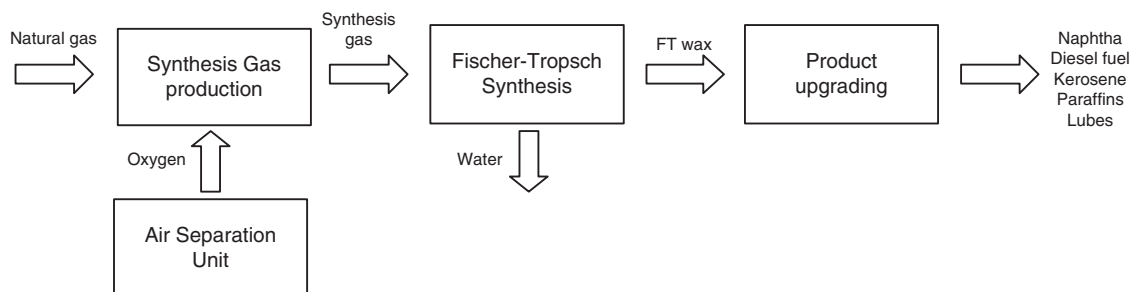 Natural gas
Synthesis Gas
production
Synthesis
gas
Fischer-Tropsch
Synthesis
FT wax
Product
upgrading
Naphtha
Diesel fuel
Kerosene
Paraffins
Lubes
Oxygen
Water
Air Separation
Unit